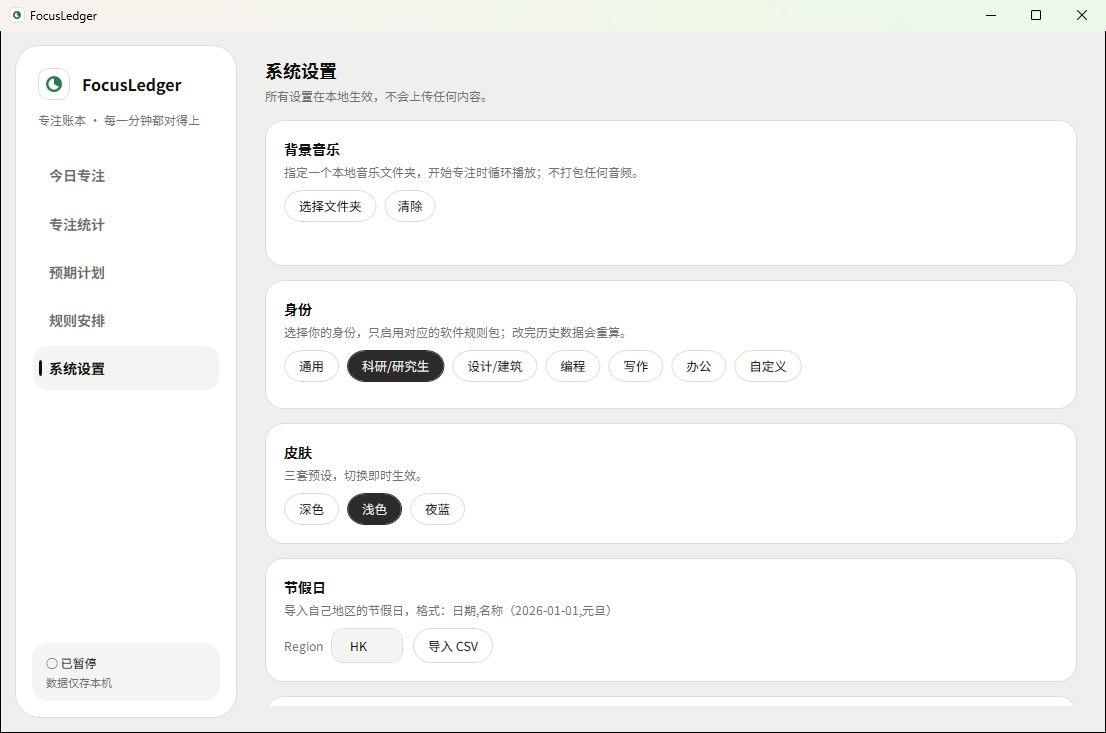 FocusLedger
FocusLedger
专注账本 · 每一分钟都对得上
今日专注
专注统计
预期计划
规则安排
系统设置
已暂停
数据仅存本机
系统设置
所有设置在本地生效，不会上传任何内容。
背景音乐
指定一个本地音乐文件夹，开始专注时循环播放；不打包任何音频。
选择文件夹 清除
身份
选择你的身份，只启用对应的软件规则包；改完历史数据会重算。
通用 科研/研究生 设计/建筑 编程 写作 办公 自定义
皮肤
三套预设，切换即时生效。
深色 浅色 夜蓝
节假日
导入自己地区的节假日，格式：日期,名称（2026-01-01,元旦）
Region HK 导入 CSV